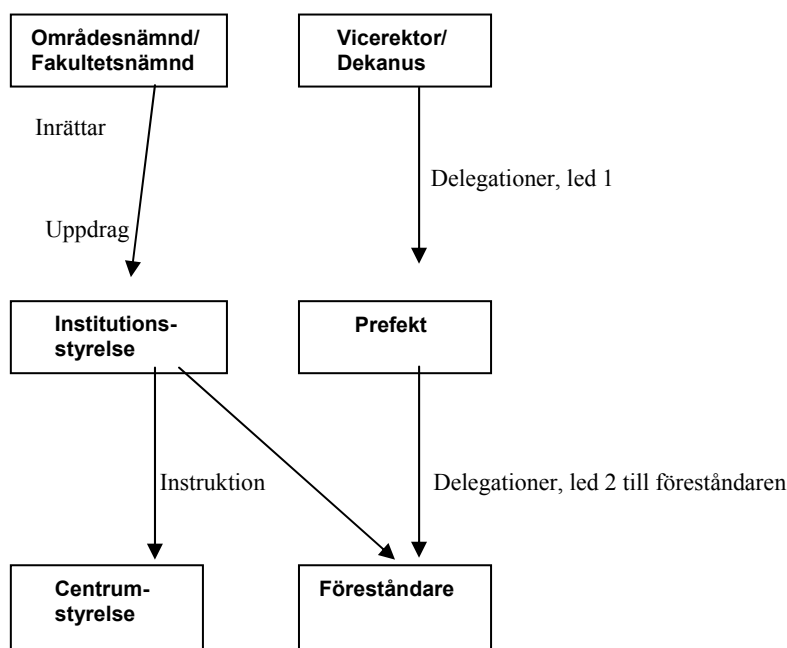 Områdesnämnd/
Fakultetsnämnd
Vicerektor/
Dekanus
Inrättar
Delegationer, led 1
Uppdrag
Institutions-
styrelse
Prefekt
Instruktion
Delegationer, led 2 till föreståndaren
Centrum-
styrelse
Föreståndare